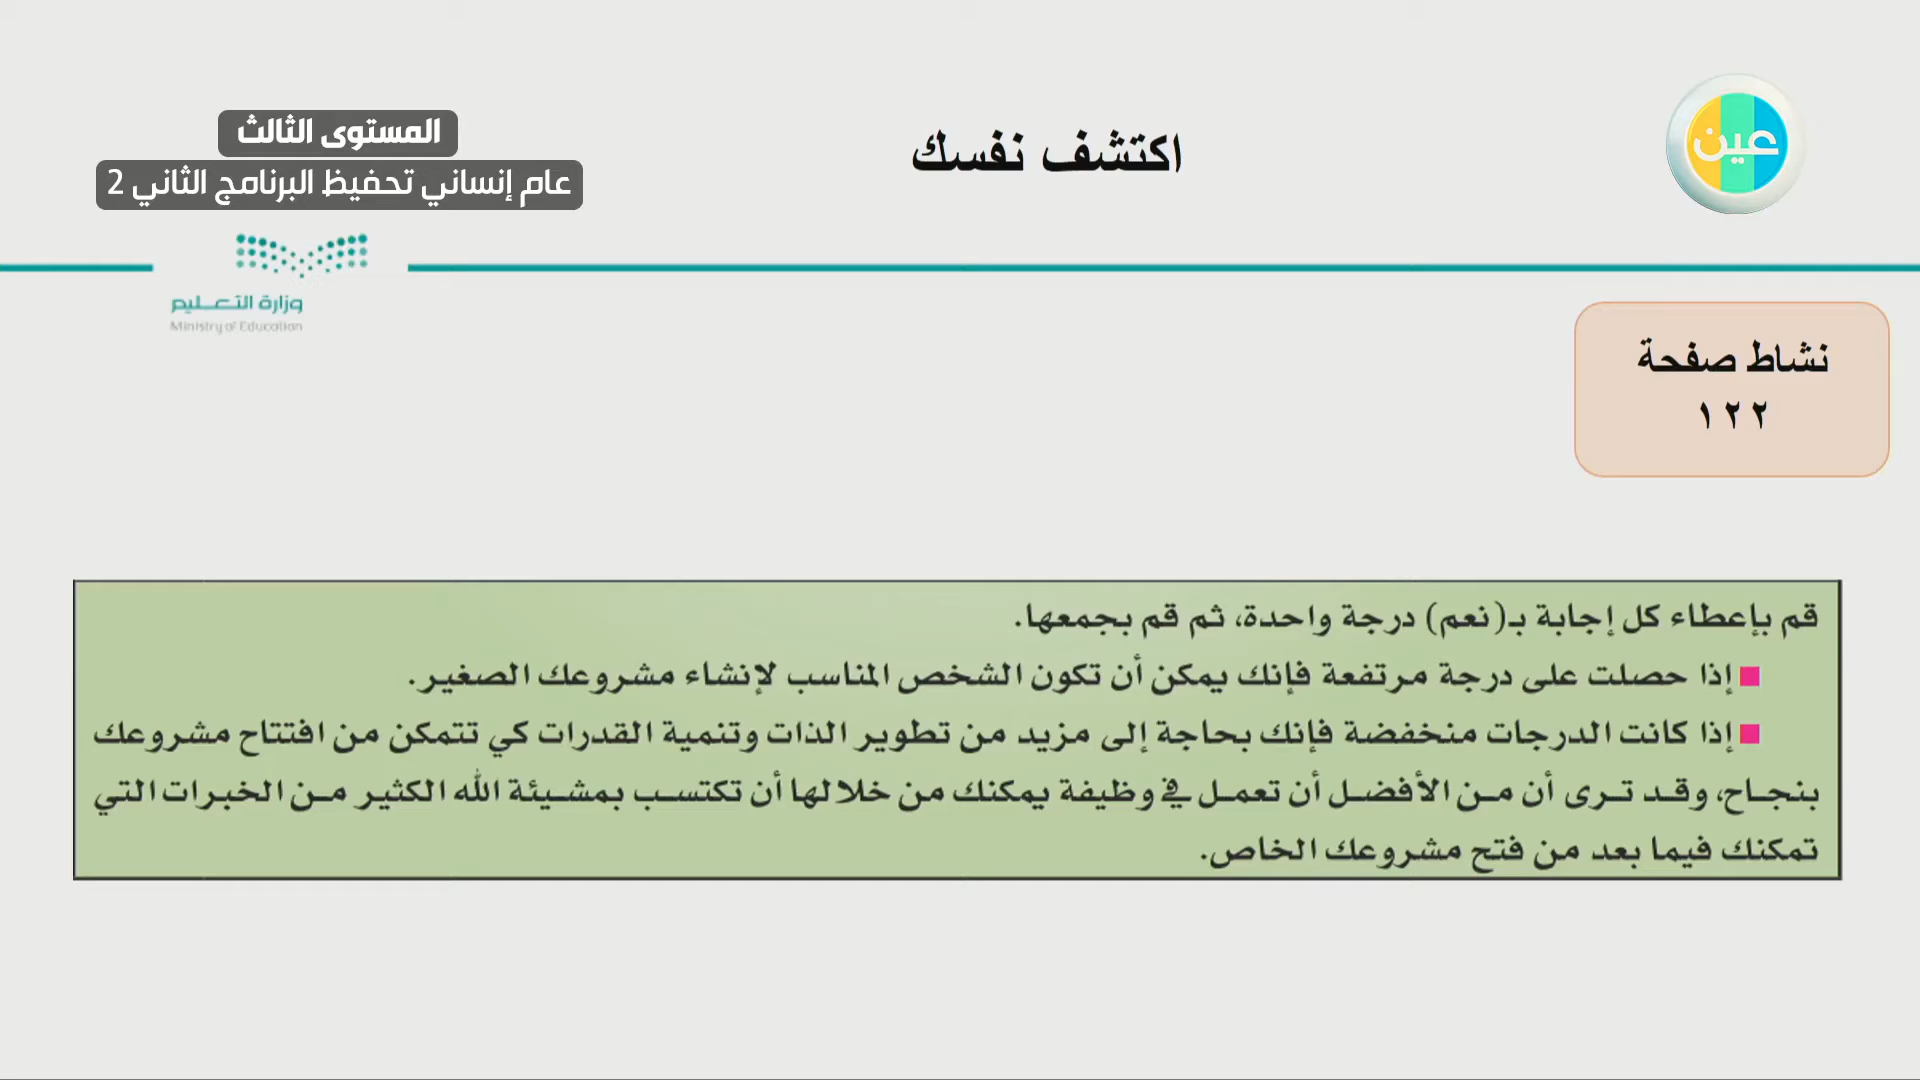 المستوى الثالث
عام إنساني تحفيظ البرنامج الثاني 2
اكتشف نفسك
عين
وزارة التعليم
Ministry of Education
نشاط صفحة
١٢٢
قم بإعطاء كل إجابة بـ(نعم) درجة واحدة، ثم قم بجمعها.
إذا حصلت على درجة مرتفعة فإنك يمكن أن تكون الشخص المناسب لإنشاء مشروعك الصغير.
إذا كانت الدرجات منخفضة فإنك بحاجة إلى مزيد من تطوير الذات وتنمية القدرات كي تتمكن من افتتاح مشروعك
بنجاح، وقد ترى أن من الأفضل أن تعمل في وظيفة يمكنك من خلالها أن تكتسب بمشيئة الله الكثير من الخبرات التي
تمكنك فيما بعد من فتح مشروعك الخاص.